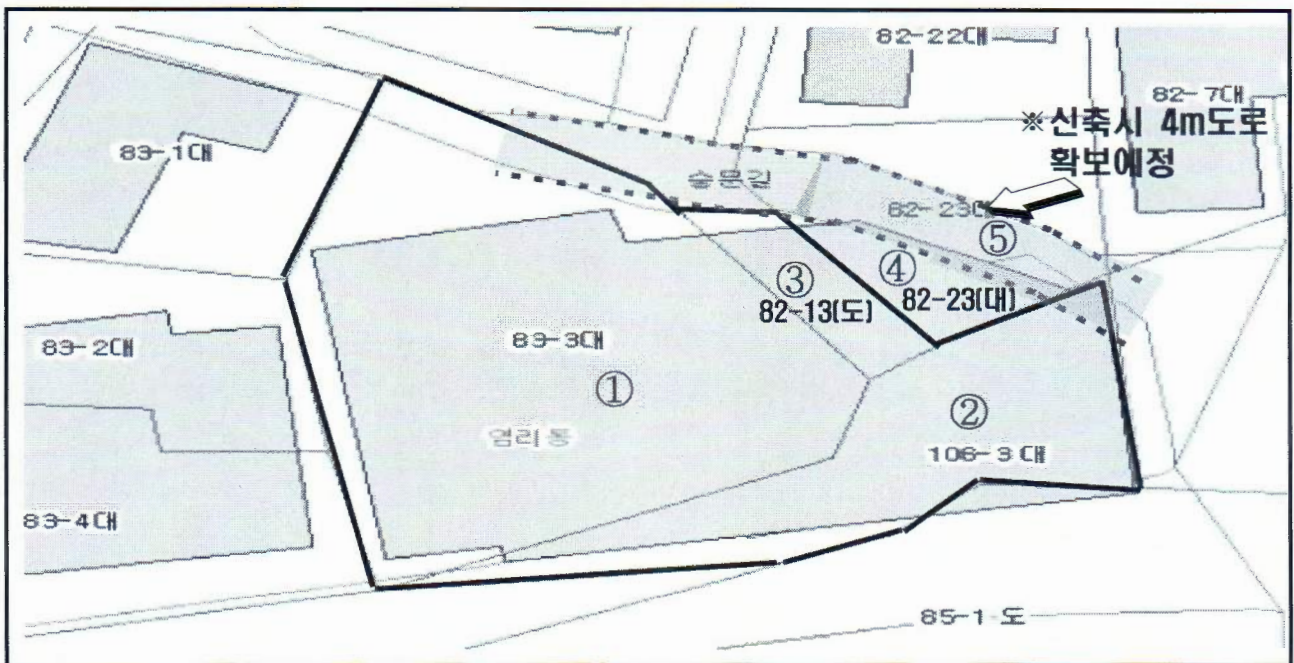 82-22대
82-7대
※신축시 4m도로
확보예정
83-1대
숭문길
82-23대
⑤
③
④
82-13(도)
82-23(대)
83-2대
83-3대
①
②
염리동
106-3대
83-4대
85-1 도